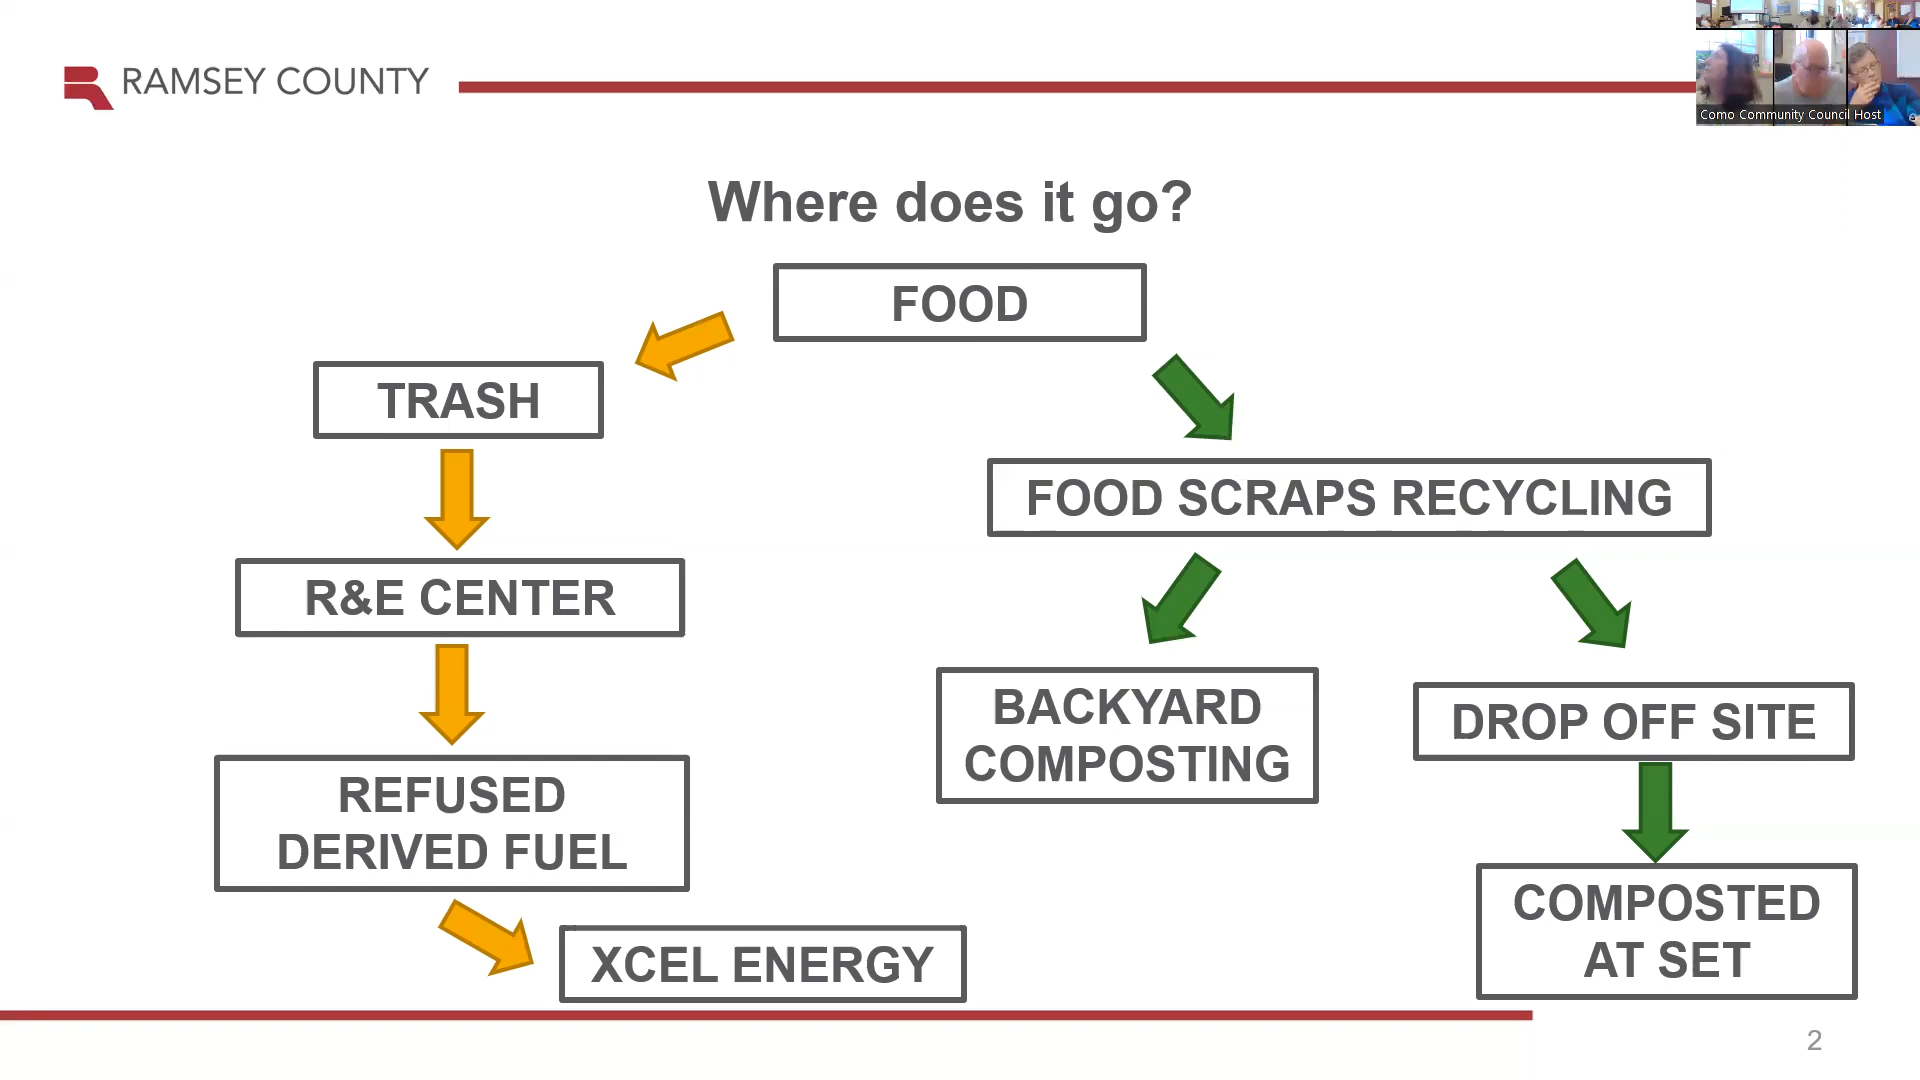 RAMSEY COUNTY
Como Community Council Host
Where does it go?
FOOD
TRASH
FOOD SCRAPS RECYCLING
R&E CENTER
BACKYARD
COMPOSTING
DROP OFF SITE
REFUSED
DERIVED FUEL
COMPOSTED
AT SET
XCEL ENERGY
2